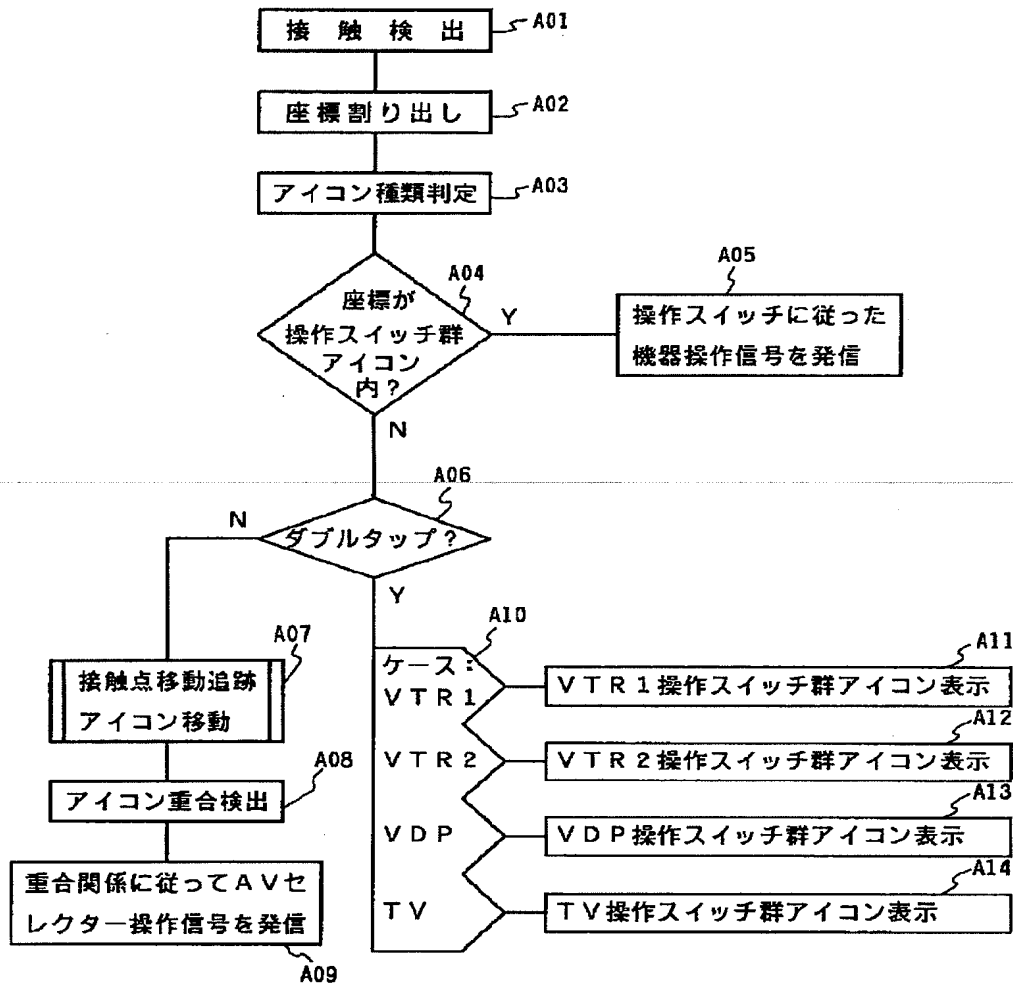 接触検出
A01
座標割り出し
A02
アイコン種類判定
A03
座標が
操作スイッチ群
アイコン
内?
A04
Y
A05
操作スイッチに従った
機器操作信号を発信
N
A06
ダブルタップ?
N
Y
A07
接触点移動追跡
アイコン移動
A08
アイコン重合検出
重合関係に従ってAVセ
レクター操作信号を発信
A09
A10
ケース:
VTR1
A11
VTR1操作スイッチ群アイコン表示
A12
VTR2
VTR2操作スイッチ群アイコン表示
A13
VDP
VDP操作スイッチ群アイコン表示
A14
TV
TV操作スイッチ群アイコン表示